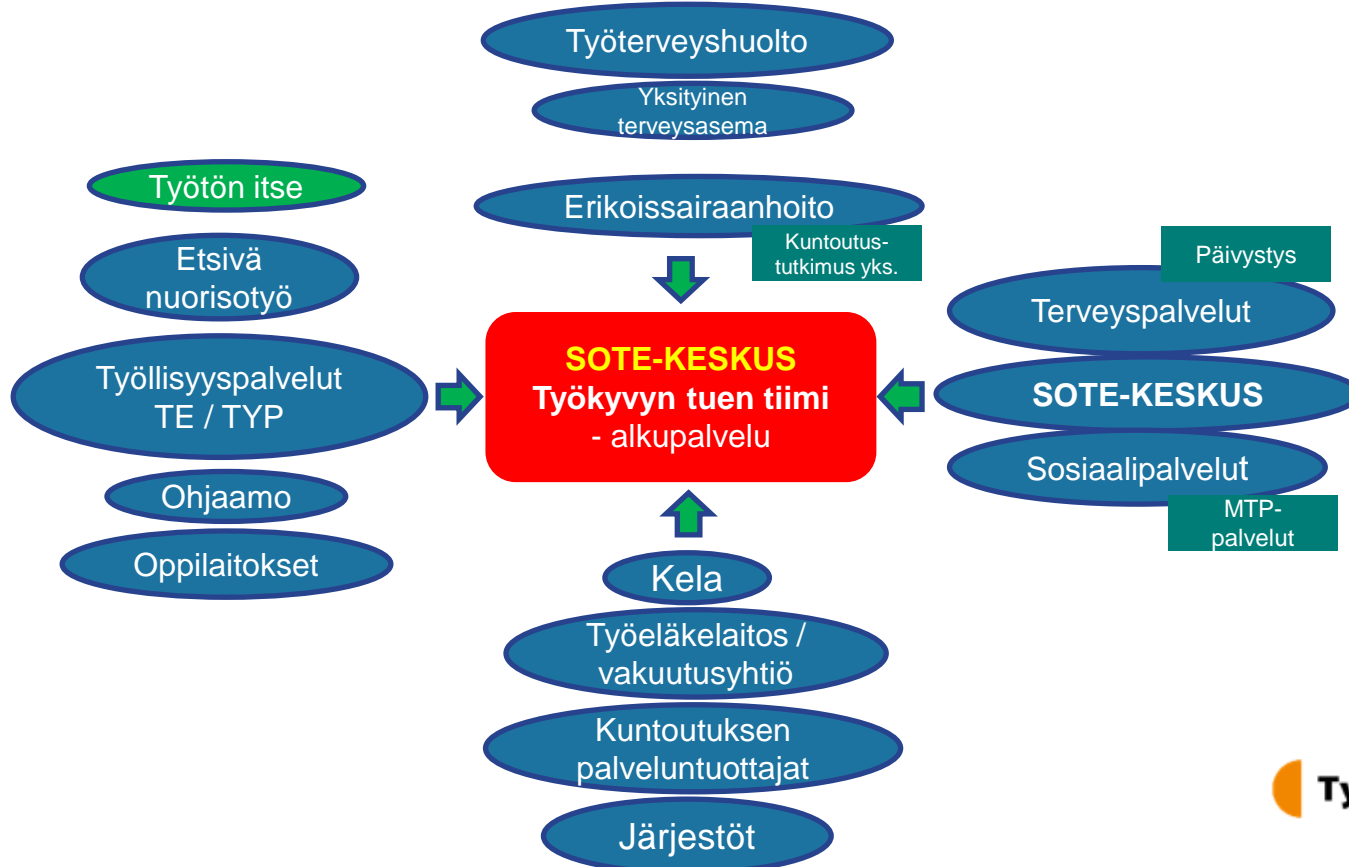 Työterveyshuolto
Yksityinen
terveysasema
Erikoissairaanhoito
Kuntoutus-
tutkimus yks.
Työtön itse
Etsivä
nuorisotyö
Työllisyyspalvelut
TE / TYP
Ohjaamo
Oppilaitokset
SOTE-KESKUS
Työkyvyn tuen tiimi
- alkupalvelu
Päivystys
Terveyspalvelut
SOTE-KESKUS
Sosiaalipalvelut
MTP-
palvelut
Kela
Työeläkelaitos /
vakuutusyhtiö
Kuntoutuksen
palveluntuottajat
Järjestöt
Ty